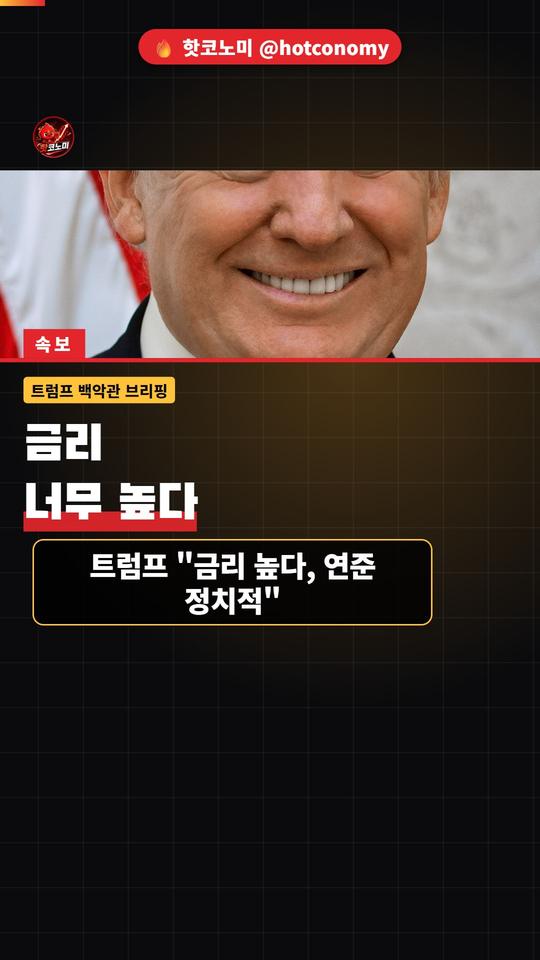 핫코노미 @hotconomy
핫코노미
속보
트럼프 백악관 브리핑
금리
너무 높다
트럼프 "금리 높다, 연준
정치적"